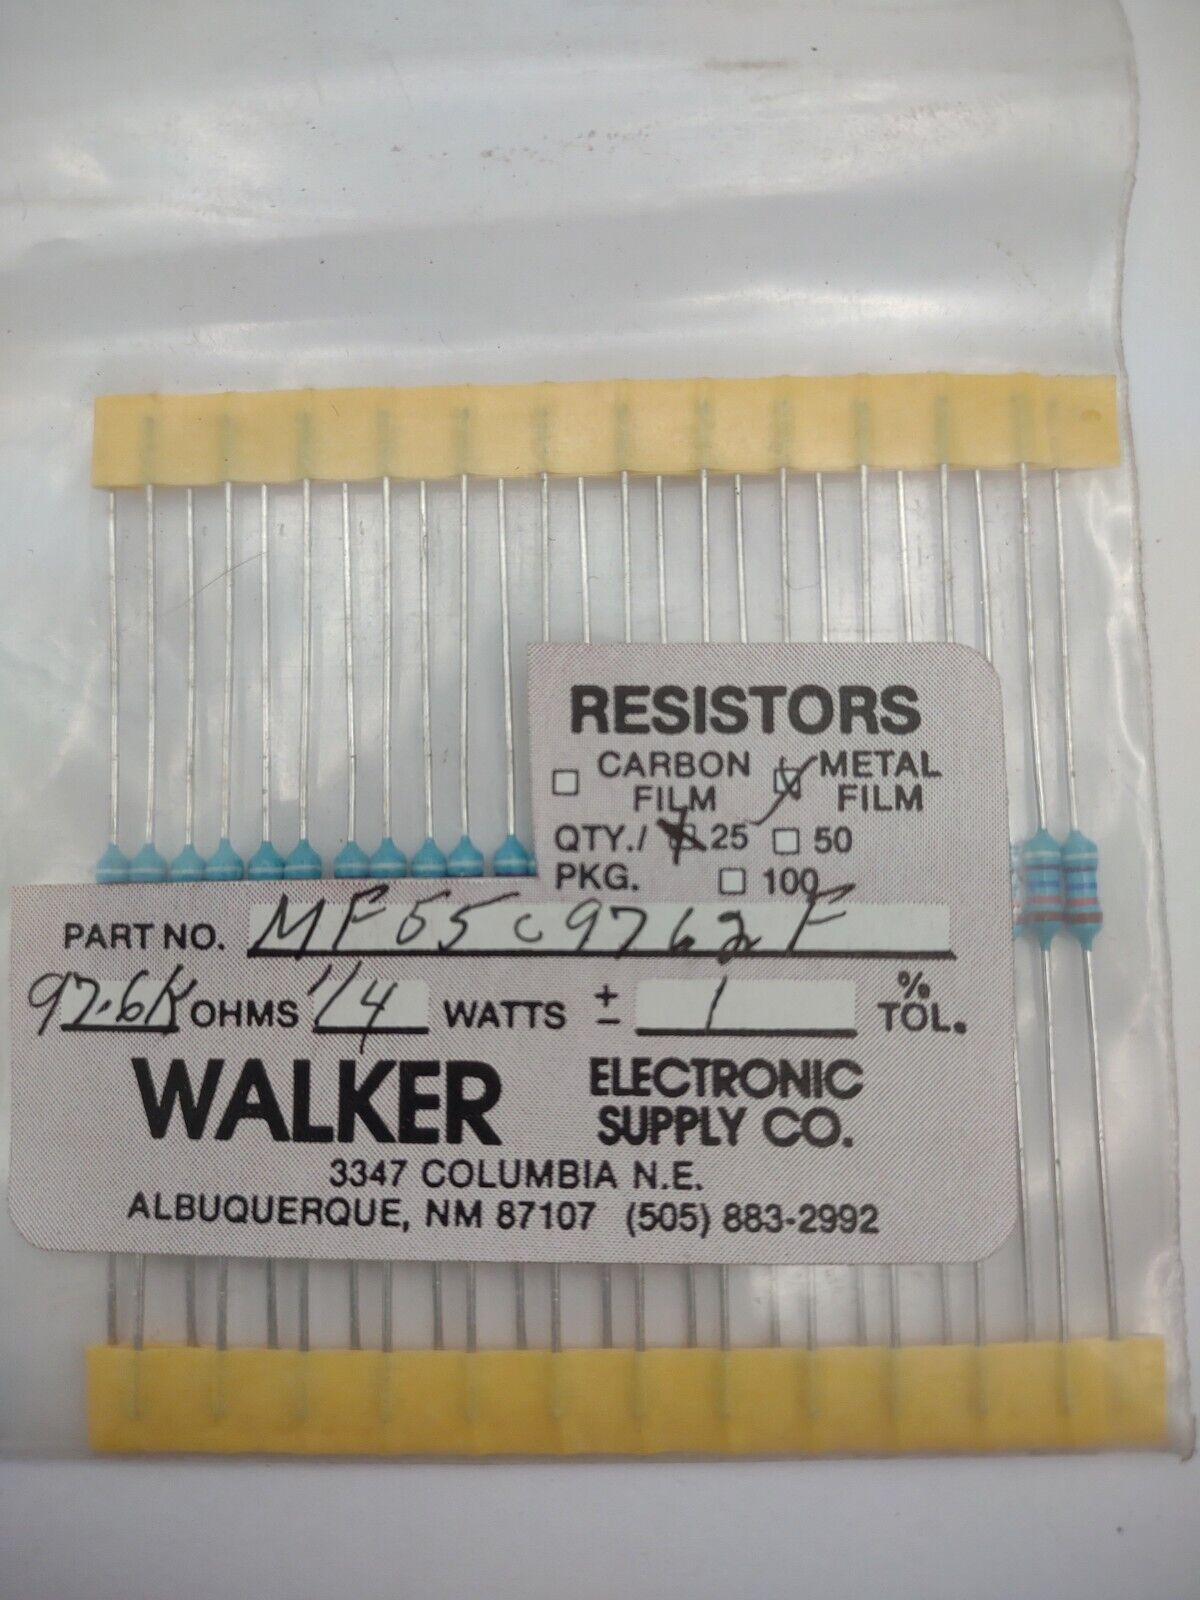 RESISTORS
☐ CARBON FILM ☑ METAL FILM
QTY./ PKG. ☒ 25 ☐ 50
☐ 100
PART NO. MF55C9762F
97.6K OHMS 1/4 WATTS ± 1 % TOL.
WALKER ELECTRONIC SUPPLY CO.
3347 COLUMBIA N.E.
ALBUQUERQUE, NM 87107 (505) 883-2992